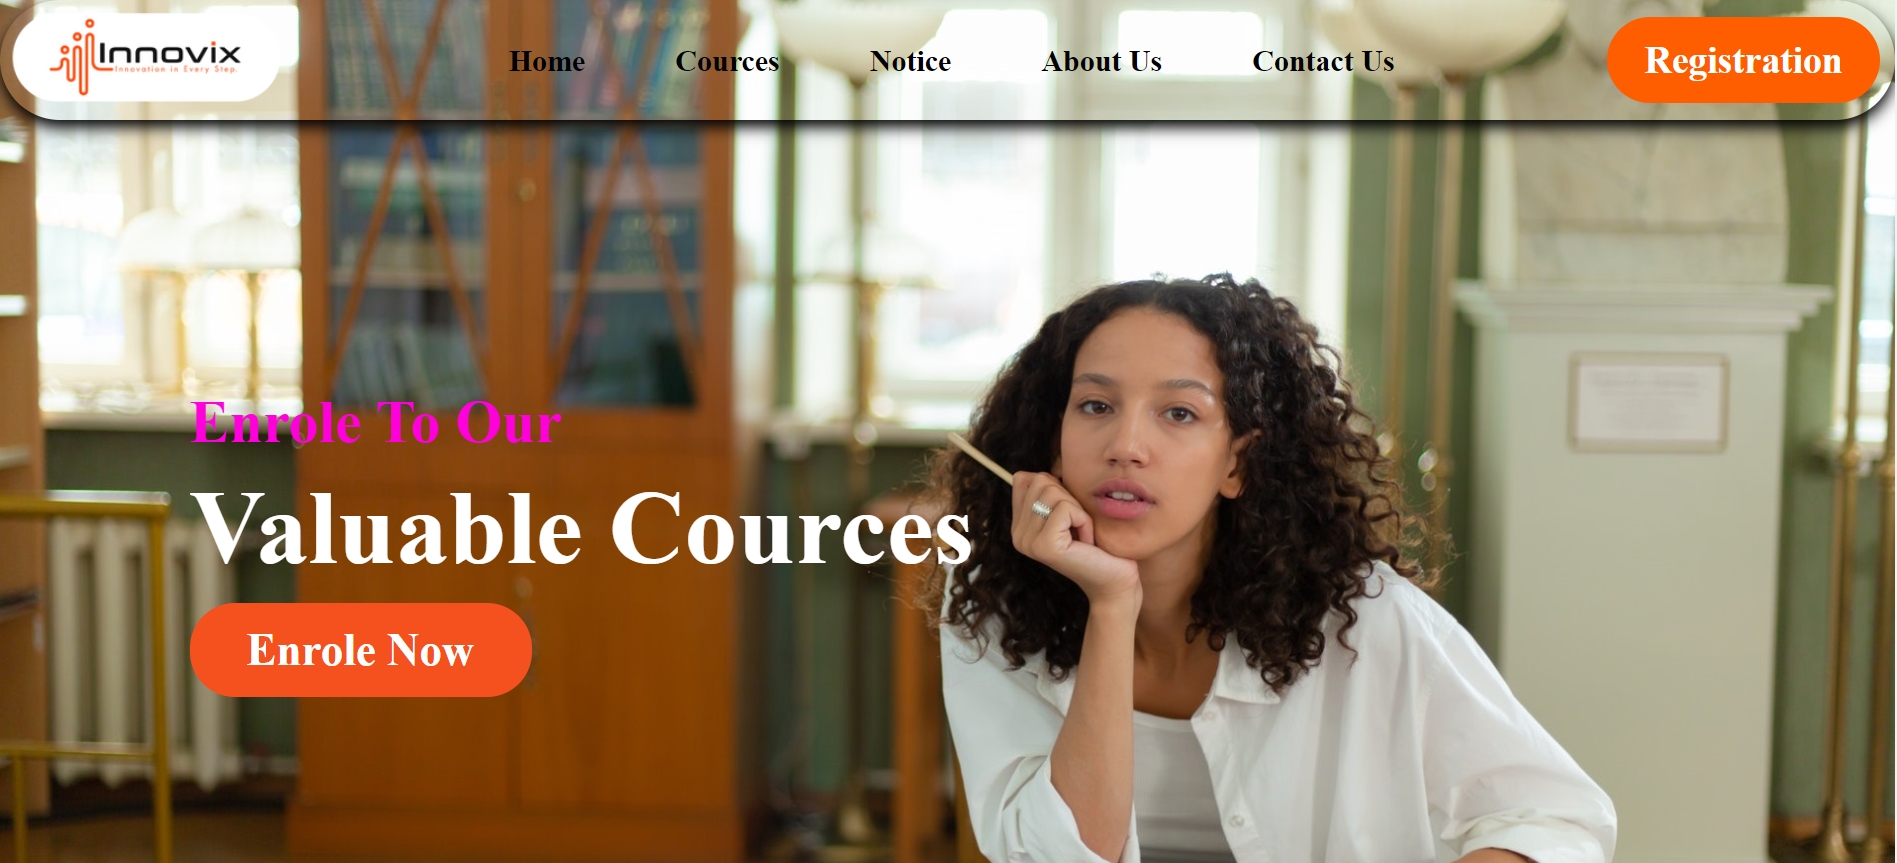 Innovix
Innovation in Every Step.
Home Cources Notice About Us Contact Us Registration
Enrole To Our
Valuable Cources
Enrole Now